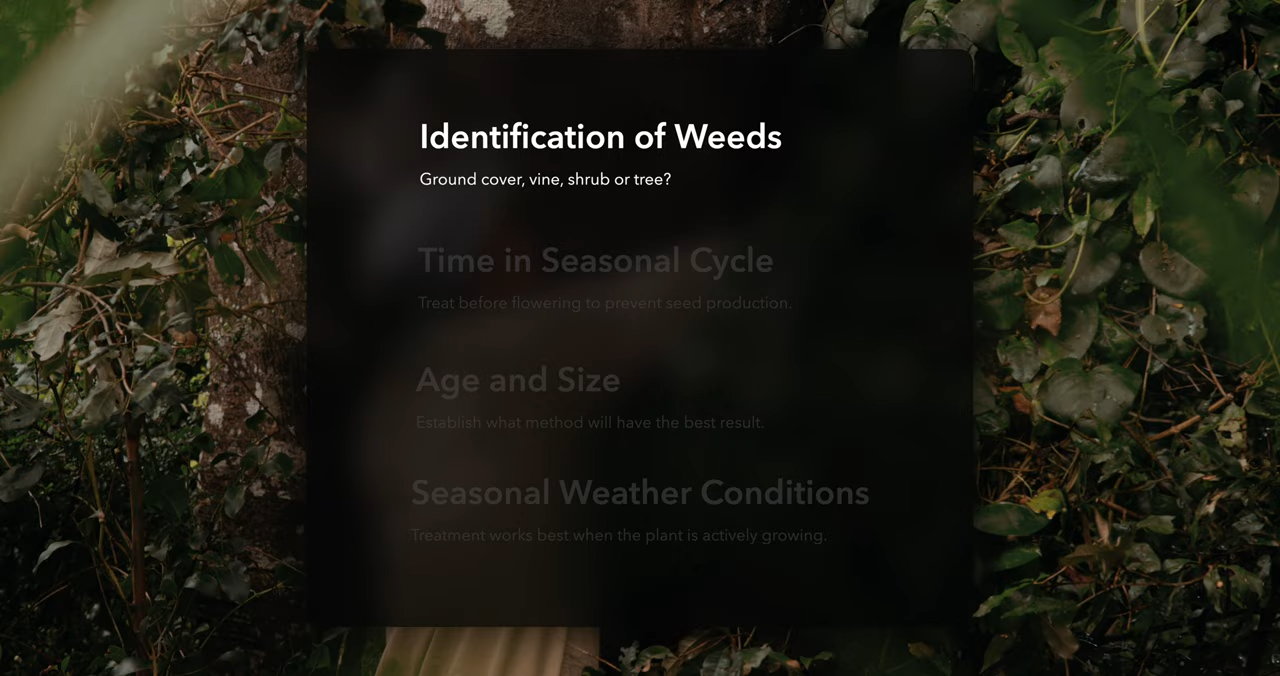 Identification of Weeds
Ground cover, vine, shrub or tree?
Time in Seasonal Cycle
Treat before flowering to prevent seed production.
Age and Size
Establish what method will have the best result.
Seasonal Weather Conditions
Treatment works best when the plant is actively growing.